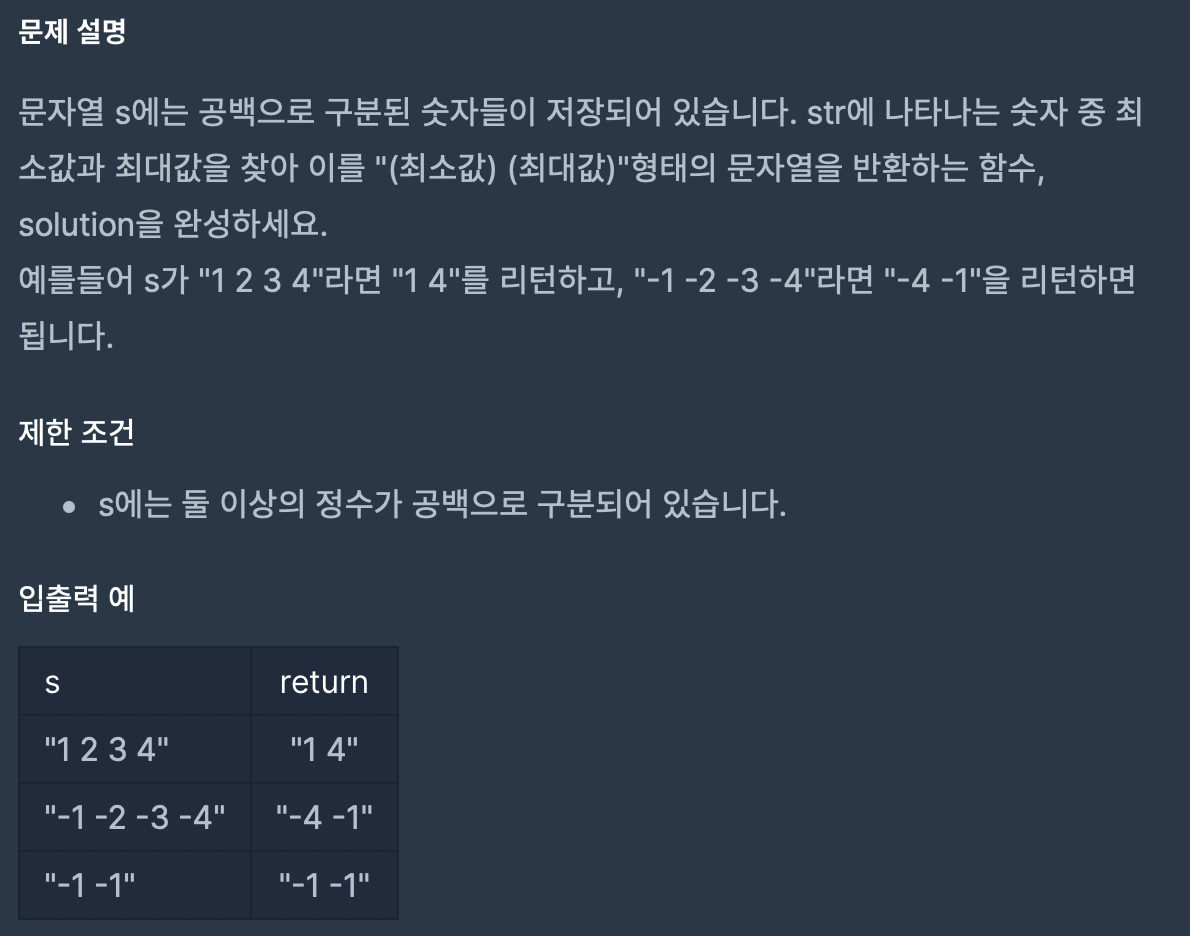 문제 설명
문자열 s에는 공백으로 구분된 숫자들이 저장되어 있습니다. str에 나타나는 숫자 중 최
소값과 최대값을 찾아 이를 "(최소값) (최대값)"형태의 문자열을 반환하는 함수,
solution을 완성하세요.
예를들어 s가 "1 2 3 4"라면 "1 4"를 리턴하고, "-1 -2 -3 -4"라면 "-4 -1"을 리턴하면
됩니다.
제한 조건
• s에는 둘 이상의 정수가 공백으로 구분되어 있습니다.
입출력 예
s return
"1 2 3 4" "1 4"
"-1 -2 -3 -4" "-4 -1"
"-1 -1" "-1 -1"